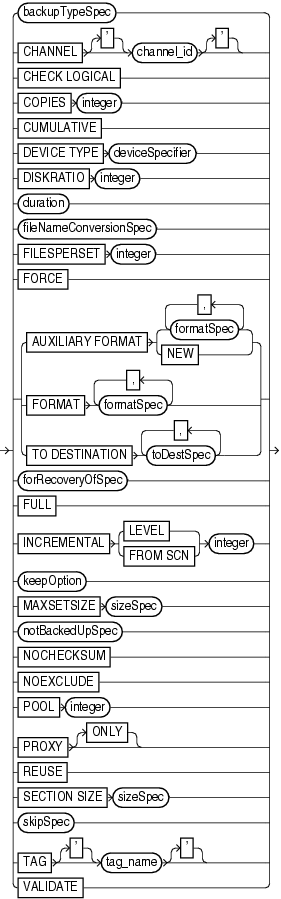 backupTypeSpec
CHANNEL ' channel_id '
CHECK LOGICAL
COPIES integer
CUMULATIVE
DEVICE TYPE deviceSpecifier
DISKRATIO integer
duration
fileNameConversionSpec
FILESPERSET integer
FORCE
,
AUXILIARY FORMAT formatSpec
NEW
,
FORMAT formatSpec
,
TO DESTINATION toDestSpec
forRecoveryOfSpec
FULL
LEVEL
INCREMENTAL integer
FROM SCN
keepOption
MAXSETSIZE sizeSpec
notBackedUpSpec
NOCHECKSUM
NOEXCLUDE
POOL integer
ONLY
PROXY
REUSE
SECTION SIZE sizeSpec
skipSpec
TAG ' tag_name '
VALIDATE